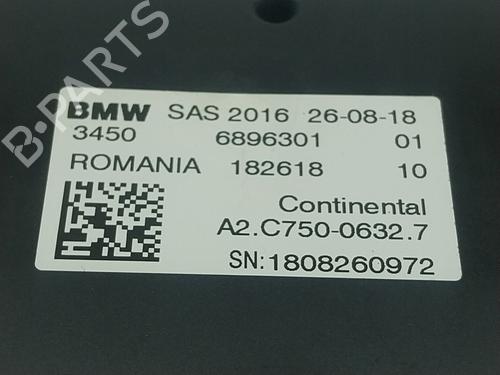 B-PARTS
BMW SAS 2016 26-08-18
3450 6896301 01
ROMANIA 182618 10
Continental
A2.C750-0632.7
SN:1808260972